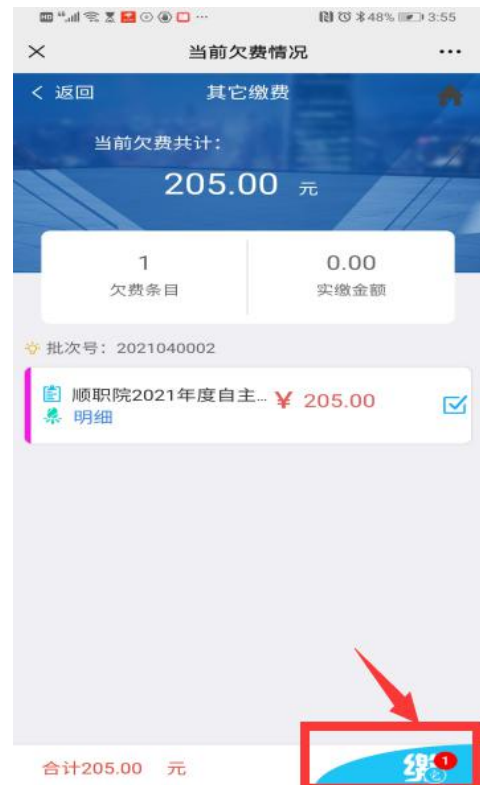 48% 3:55
当前欠费情况
返回 其它缴费
当前欠费共计：
205.00 元
1 0.00
欠费条目 实缴金额
批次号：2021040002
顺职院2021年度自主… ¥ 205.00
明细
合计205.00 元 缴 1